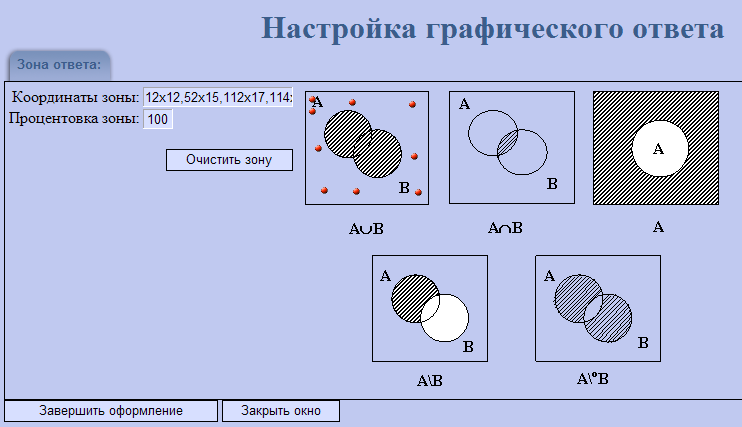 Настройка графического ответа
Зона ответа:
Координаты зоны: 12x12,52x15,112x17,114
Процентовка зоны: 100
Очистить зону
A
B
A∪B
A
B
A∩B
A
A
A
B
A\B
A
B
A\°B
Завершить оформление
Закрыть окно